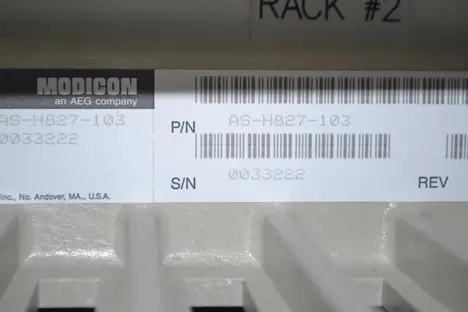 RACK #2
MODICON
an AEG company
AS-H827-103
0033222
Inc., No. Andover, MA., U.S.A.
P/N AS-H827-103
S/N 0033222 REV